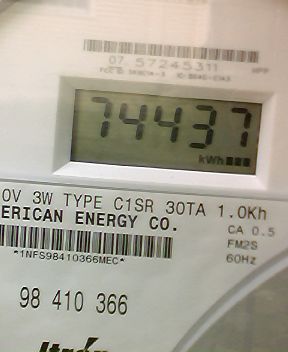 07 57245311
74437
kWh
0V 3W TYPE C1SR 30TA 1.0Kh
ERICAN ENERGY CO.
CA 0.5
FM2S
60Hz
*1NFS98410366MEC*
98 410 366
Itron